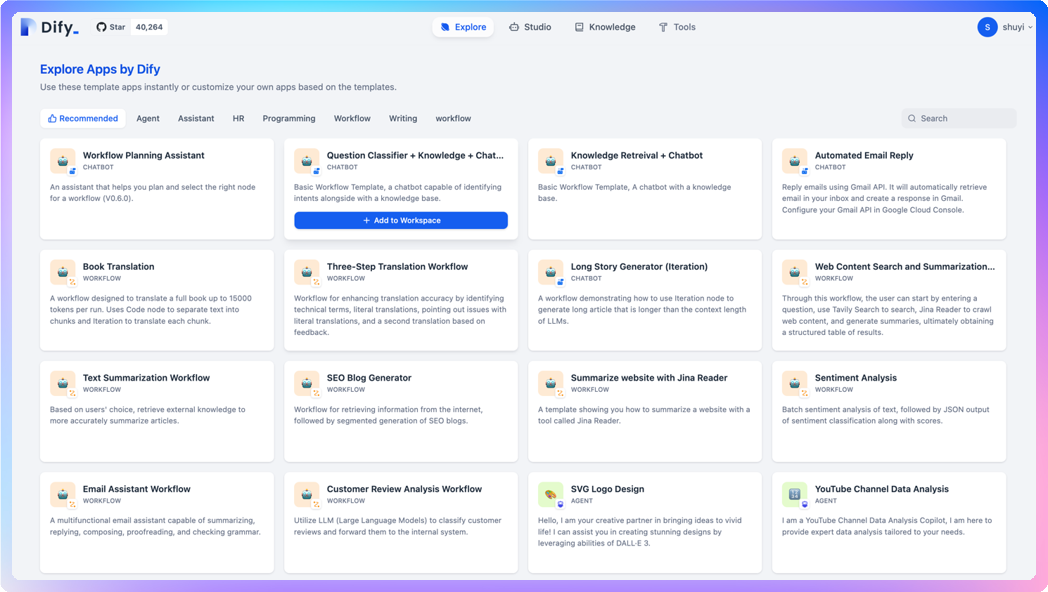 Dify_
Star 40,264
Explore
Studio
Knowledge
Tools
S
shuyi
Explore Apps by Dify
Use these template apps instantly or customize your own apps based on the templates.
Recommended
Agent
Assistant
HR
Programming
Workflow
Writing
workflow
Search
Workflow Planning Assistant
CHATBOT
An assistant that helps you plan and select the right node
for a workflow (V0.6.0).
Question Classifier + Knowledge + Chat...
CHATBOT
Basic Workflow Template, a chatbot capable of identifying
intents alongside with a knowledge base.
+ Add to Workspace
Knowledge Retreival + Chatbot
CHATBOT
Basic Workflow Template, A chatbot with a knowledge
base.
Automated Email Reply
CHATBOT
Reply emails using Gmail API. It will automatically retrieve
email in your inbox and create a response in Gmail.
Configure your Gmail API in Google Cloud Console.
Book Translation
WORKFLOW
A workflow designed to translate a full book up to 15000
tokens per run. Uses Code node to separate text into
chunks and Iteration to translate each chunk.
Three-Step Translation Workflow
WORKFLOW
Workflow for enhancing translation accuracy by identifying
technical terms, literal translations, pointing out issues with
literal translations, and a second translation based on
feedback.
Long Story Generator (Iteration)
CHATBOT
A workflow demonstrating how to use Iteration node to
generate long article that is longer than the context length
of LLMs.
Web Content Search and Summarization...
WORKFLOW
Through this workflow, the user can start by entering a
question, use Tavily Search to search, Jina Reader to crawl
web content, and generate summaries, ultimately obtaining
a structured table of results.
Text Summarization Workflow
WORKFLOW
Based on users' choice, retrieve external knowledge to
more accurately summarize articles.
SEO Blog Generator
WORKFLOW
Workflow for retrieving information from the internet,
followed by segmented generation of SEO blogs.
Summarize website with Jina Reader
WORKFLOW
A template showing you how to summarize a website with a
tool called Jina Reader.
Sentiment Analysis
WORKFLOW
Batch sentiment analysis of text, followed by JSON output
of sentiment classification along with scores.
Email Assistant Workflow
WORKFLOW
A multifunctional email assistant capable of summarizing,
replying, composing, proofreading, and checking grammar.
Customer Review Analysis Workflow
WORKFLOW
Utilize LLM (Large Language Models) to classify customer
reviews and forward them to the internal system.
SVG Logo Design
AGENT
Hello, I am your creative partner in bringing ideas to vivid
life! I can assist you in creating stunning designs by
leveraging abilities of DALL·E 3.
YouTube Channel Data Analysis
AGENT
I am a YouTube Channel Data Analysis Copilot, I am here to
provide expert data analysis tailored to your needs.